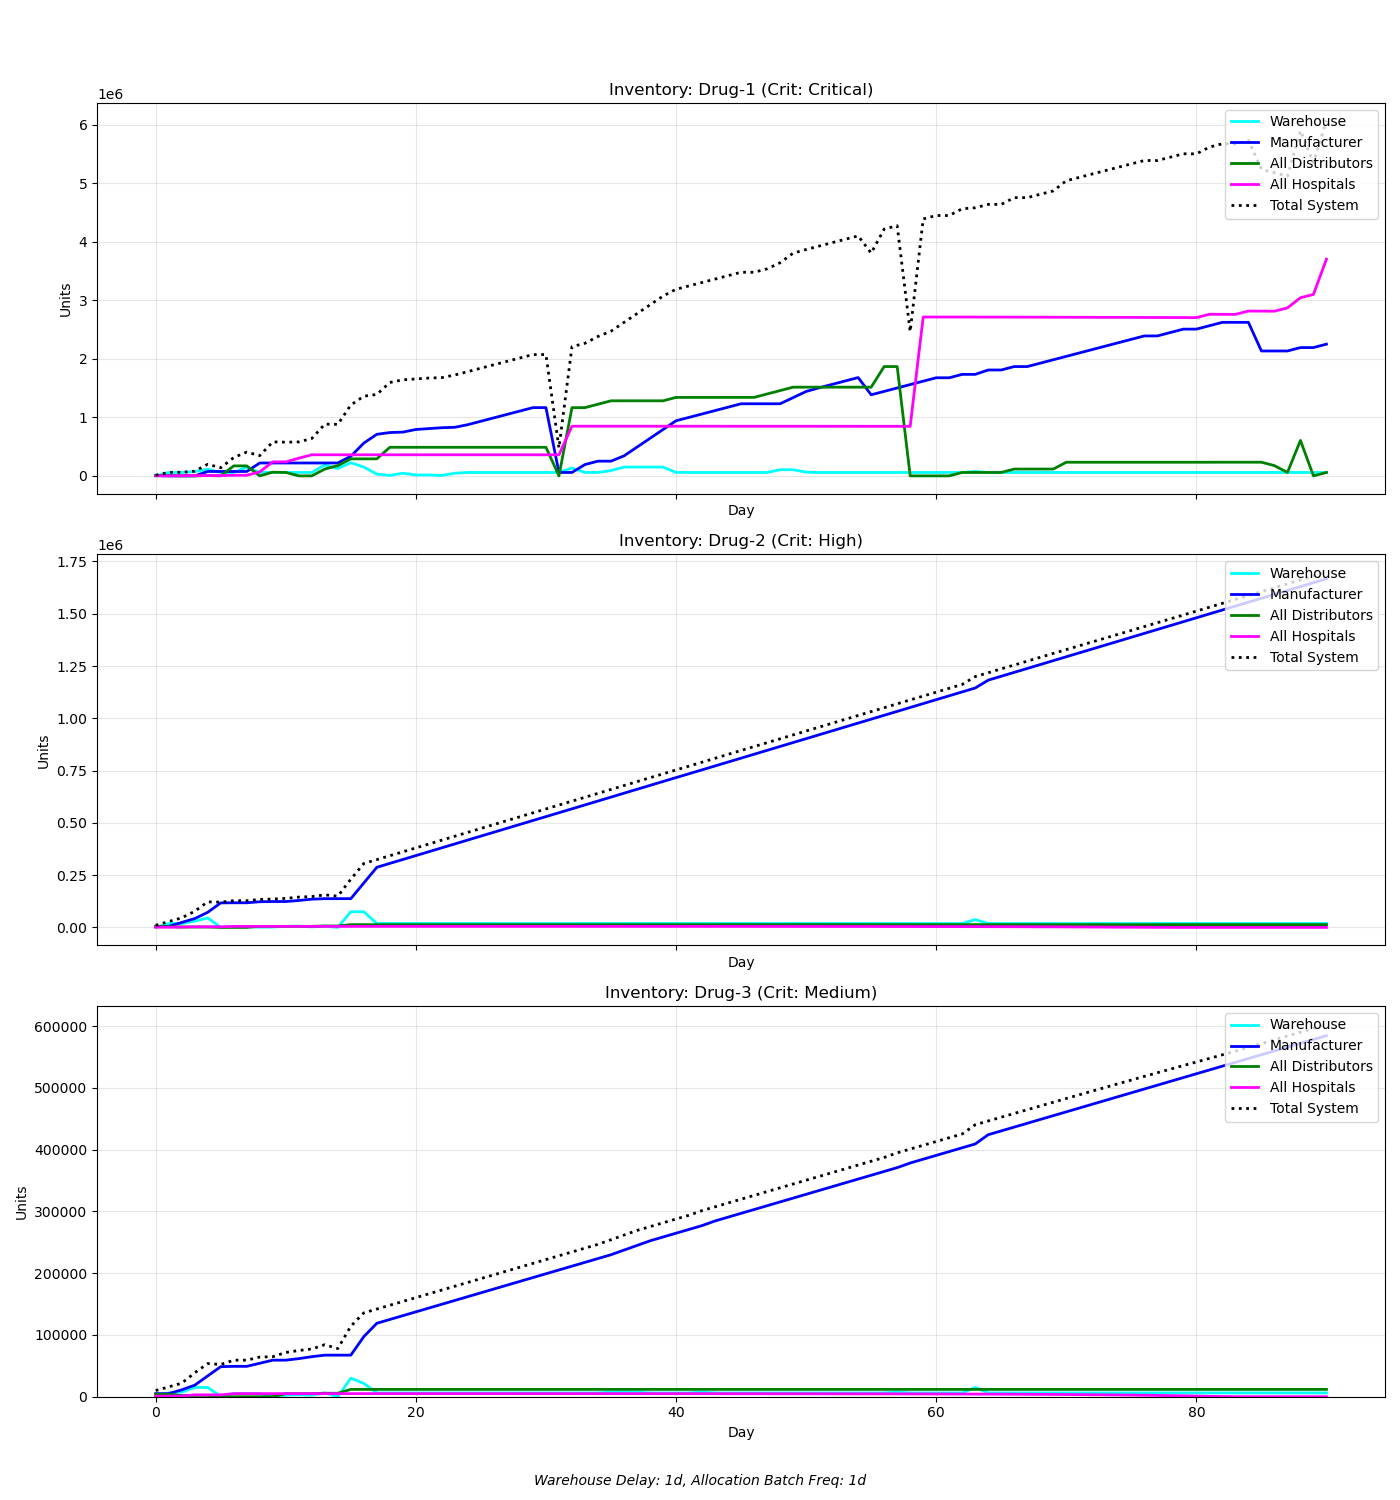 Inventory: Drug-1 (Crit: Critical)
1e6
6
5
4
3
2
1
0
Units
Day
Warehouse
Manufacturer
All Distributors
All Hospitals
Total System
Inventory: Drug-2 (Crit: High)
1e6
1.75
1.50
1.25
1.00
0.75
0.50
0.25
0.00
Units
Day
Warehouse
Manufacturer
All Distributors
All Hospitals
Total System
Inventory: Drug-3 (Crit: Medium)
600000
500000
400000
300000
200000
100000
0
Units
Warehouse
Manufacturer
All Distributors
All Hospitals
Total System
0 20 40 60 80
Day
Warehouse Delay: 1d, Allocation Batch Freq: 1d